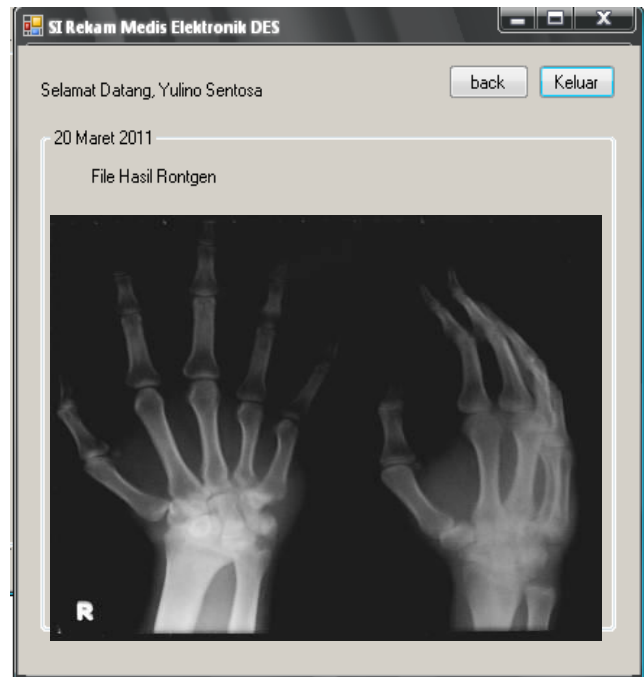 SI Rekam Medis Elektronik DES
Selamat Datang, Yulino Sentosa
back
Keluar
20 Maret 2011
File Hasil Rontgen
R